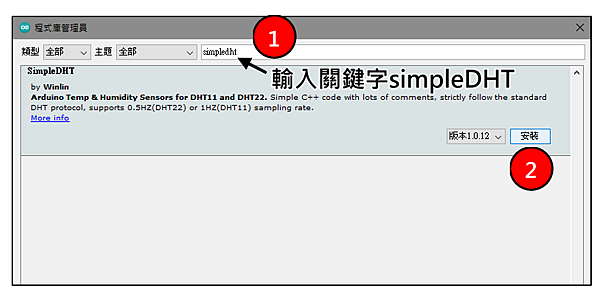 程式庫管理員
類型 全部 主題 全部 simpledht
1
輸入關鍵字simpleDHT
SimpleDHT
by Winlin
Arduino Temp & Humidity Sensors for DHT11 and DHT22. Simple C++ code with lots of comments, strictly follow the standard
DHT protocol, supports 0.5HZ(DHT22) or 1HZ(DHT11) sampling rate.
More info
版本1.0.12 安裝
2